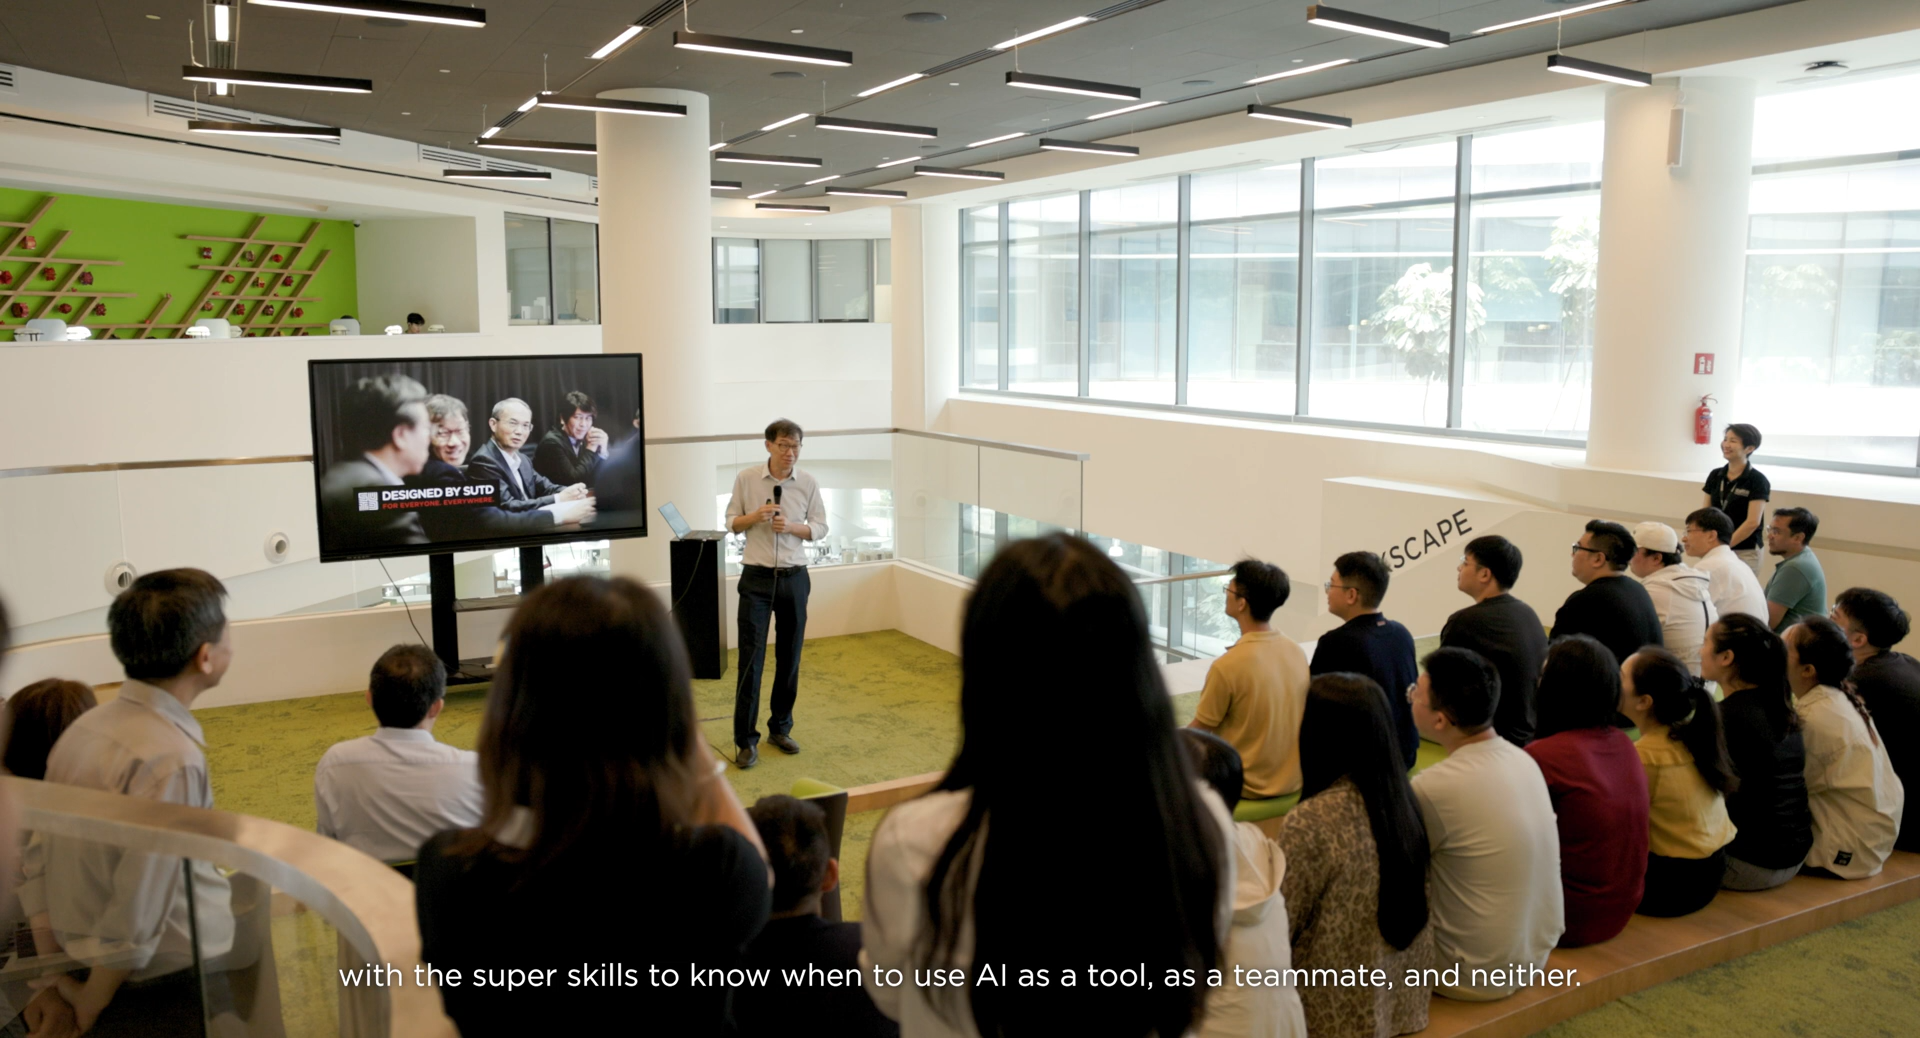 DESIGNED BY SUTD
FOR EVERYONE. EVERYWHERE.
KSCAPE
with the super skills to know when to use AI as a tool, as a teammate, and neither.